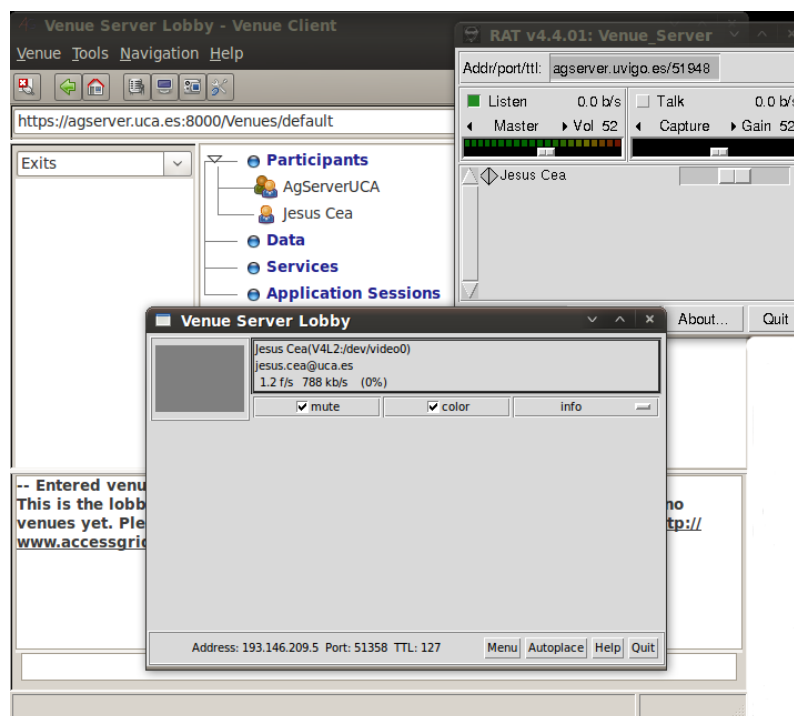 Venue Server Lobby - Venue Client
Venue Tools Navigation Help
https://agserver.uca.es:8000/Venues/default
Exits
Participants
AgServerUCA
Jesus Cea
Data
Services
Application Sessions
RAT v4.4.01: Venue_Server
Addr/port/ttl: agserver.uvigo.es/51948
Listen 0.0 b/s Talk 0.0 b/s
Master Vol 52 Capture Gain 52
Jesus Cea
About... Quit
Venue Server Lobby
Jesus Cea(V4L2:/dev/video0)
jesus.cea@uca.es
1.2 f/s 788 kb/s (0%)
mute color info
Address: 193.146.209.5 Port: 51358 TTL: 127 Menu Autoplace Help Quit
-- Entered venu
This is the lobb no
venues yet. Ple tp://
www.accessgri